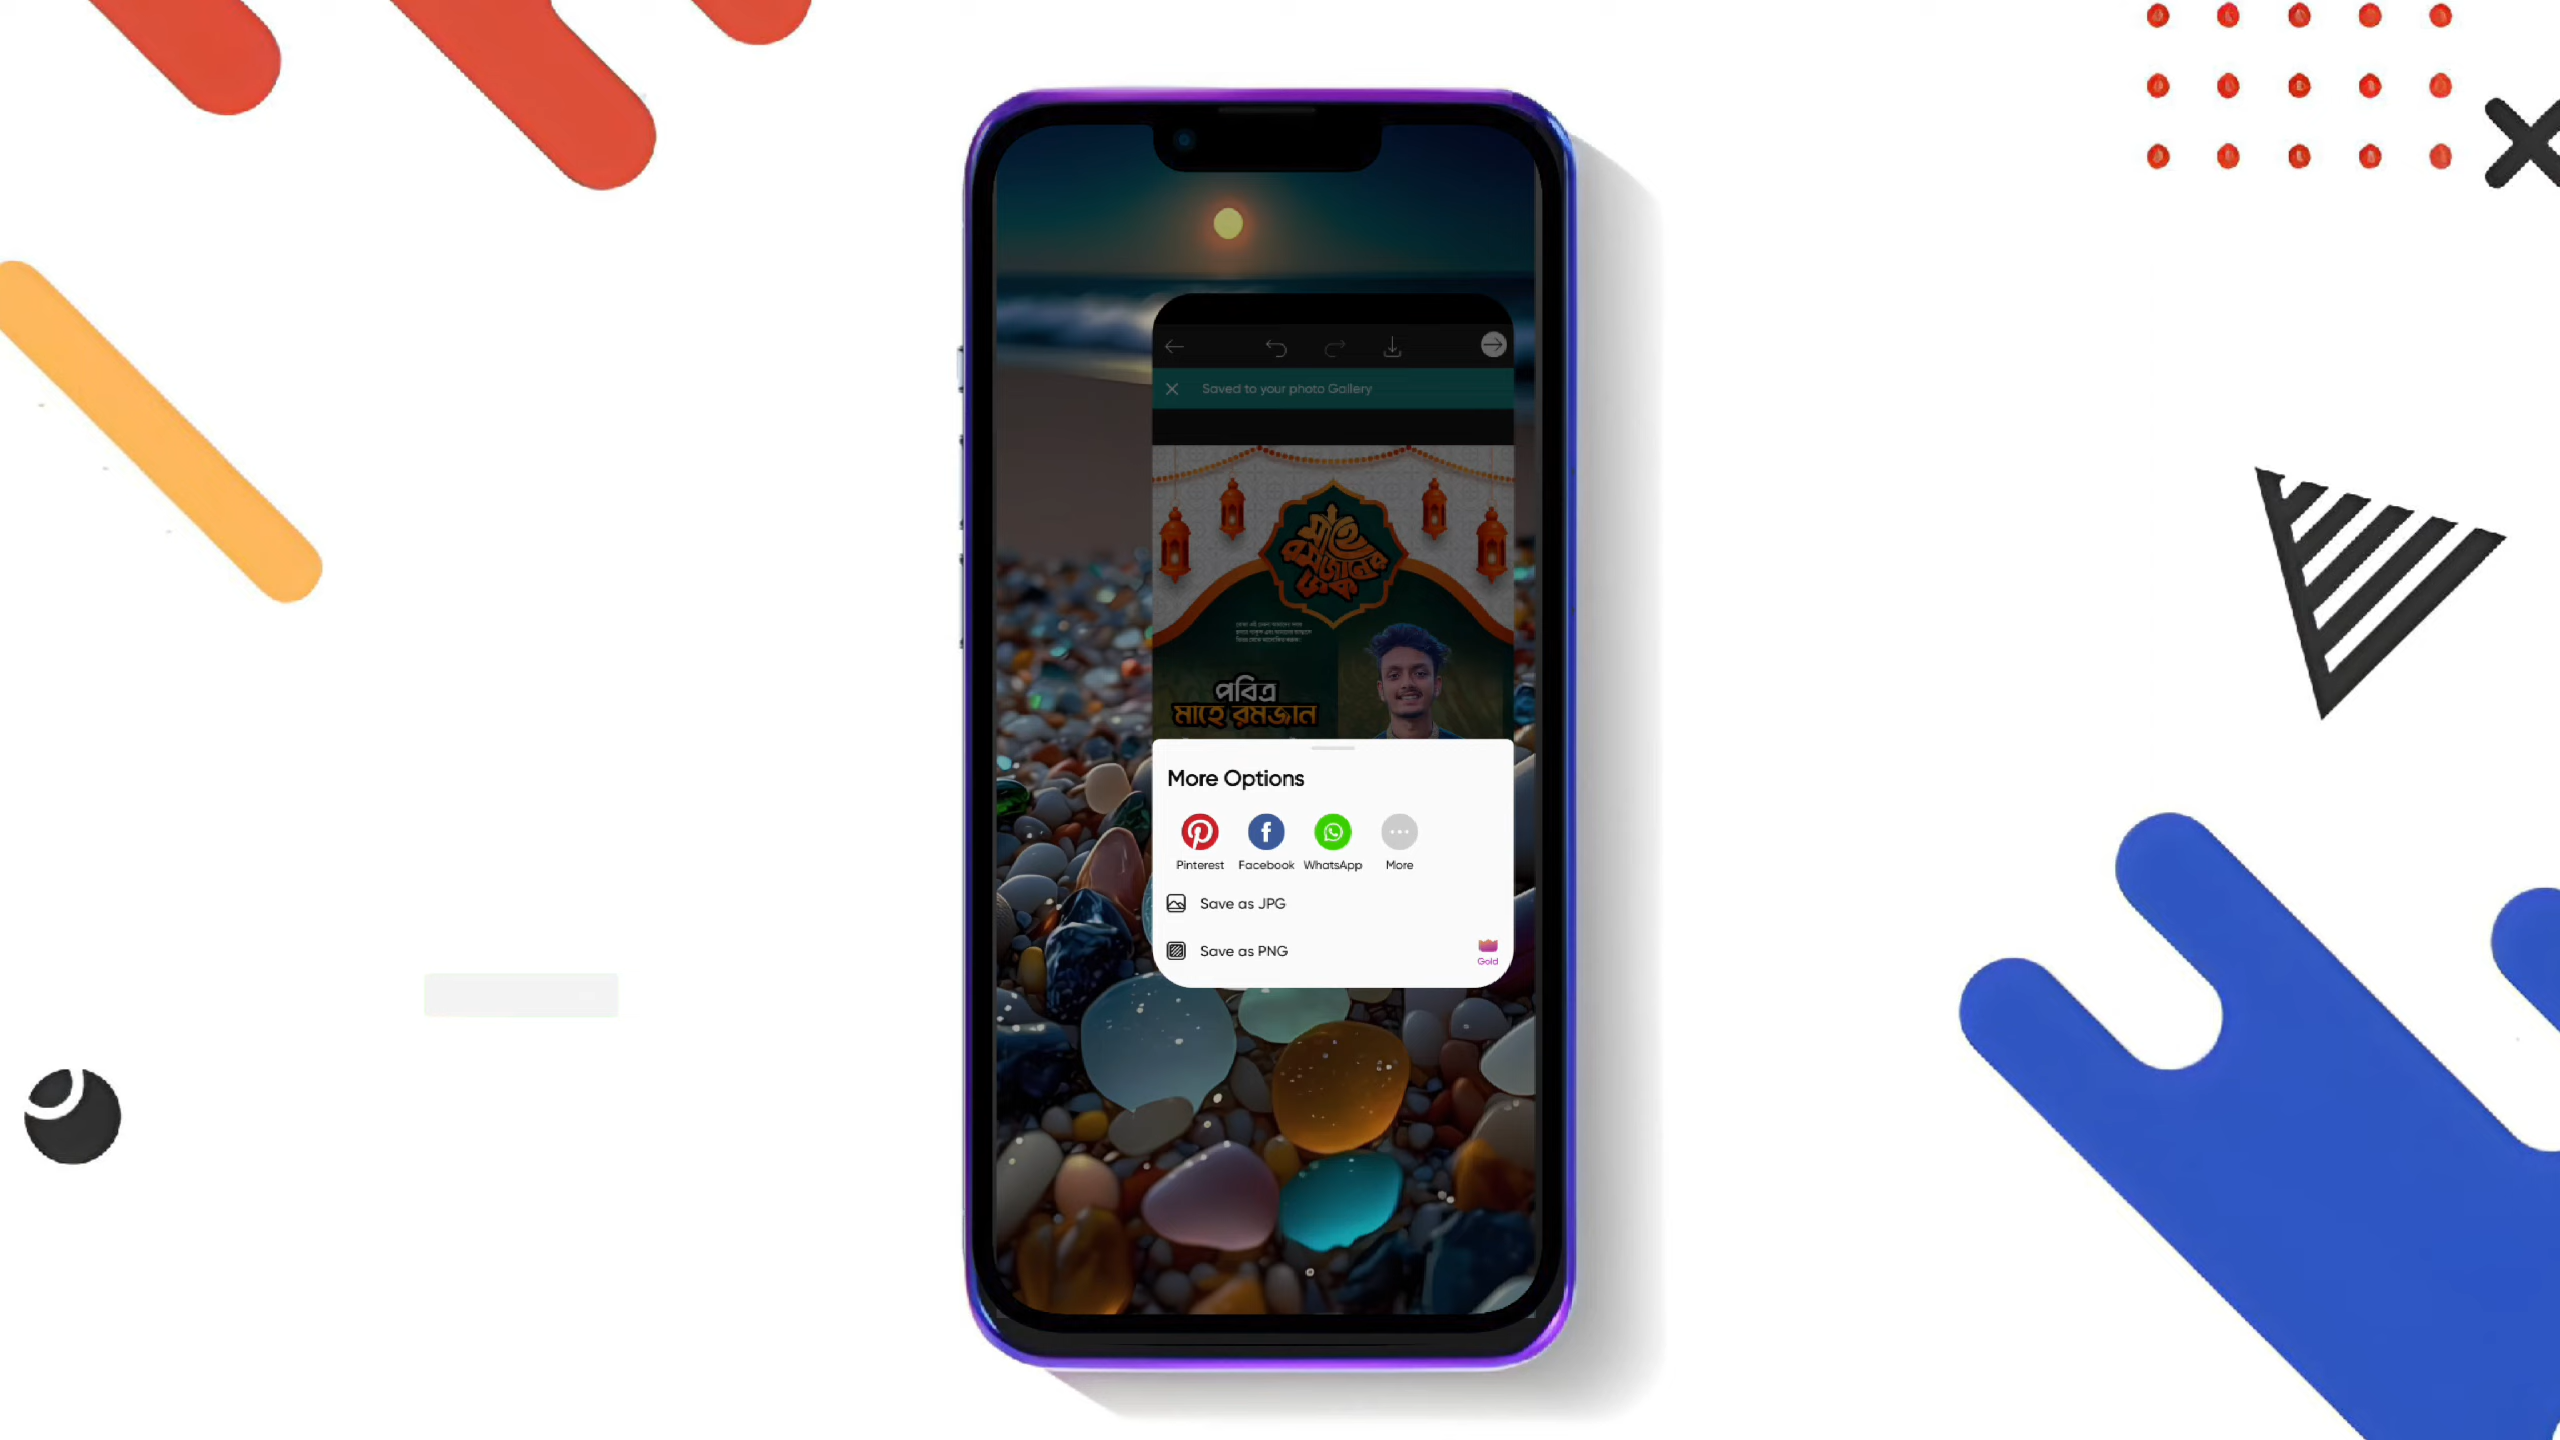 Saved to your photo Gallery
মাহে
রমজানের
ডাক
পবিত্র
মাহে রমজান
More Options
Pinterest Facebook WhatsApp More
Save as JPG
Save as PNG
Gold